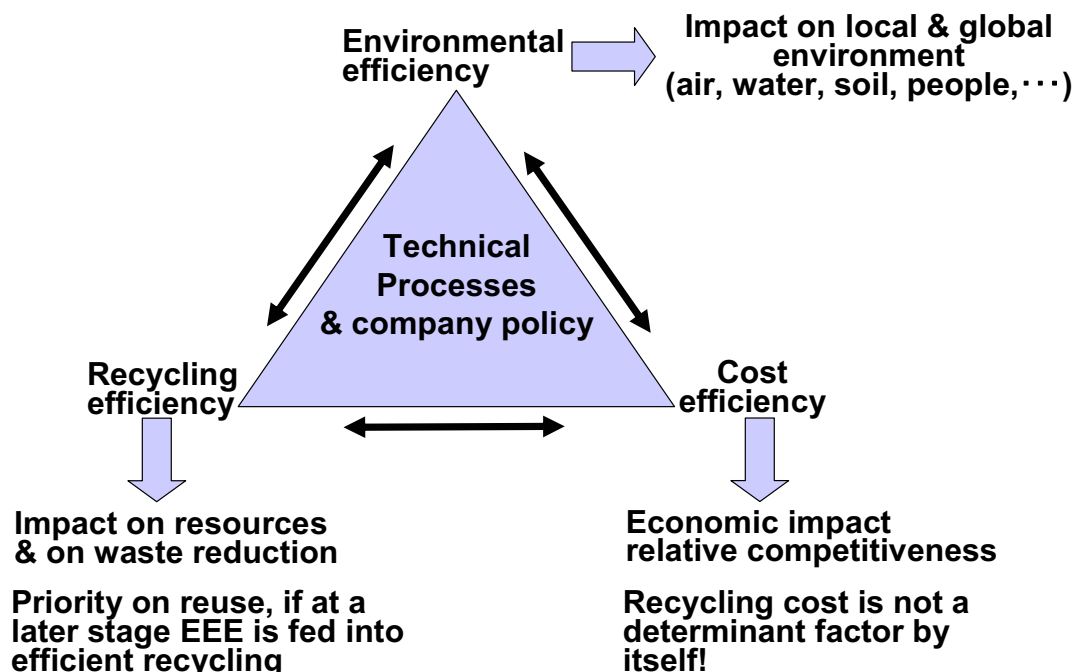 Environmental
efficiency
Impact on local & global
environment
(air, water, soil, people,···)
Technical
Processes
& company policy
Recycling
efficiency
Cost
efficiency
Impact on resources
& on waste reduction
Priority on reuse, if at a
later stage EEE is fed into
efficient recycling
Economic impact
relative competitiveness
Recycling cost is not a
determinant factor by
itself!